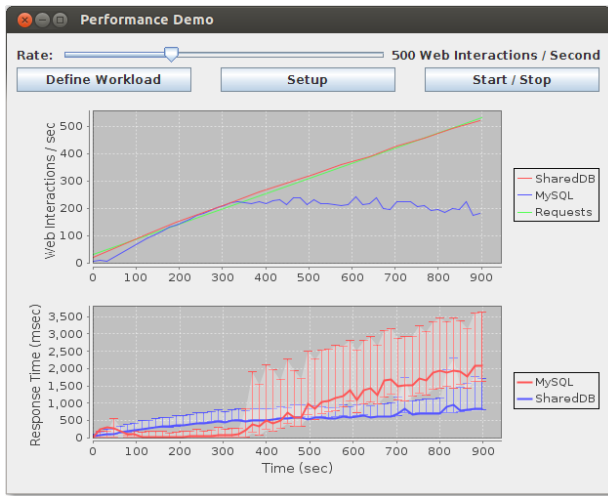 Performance Demo
Rate: 500 Web Interactions / Second
Define Workload Setup Start / Stop
Web Interactions / sec
500
400
300
200
100
0
0 100 200 300 400 500 600 700 800 900
SharedDB
MySQL
Requests
Response Time (msec)
3,500
3,000
2,500
2,000
1,500
1,000
500
0
0 100 200 300 400 500 600 700 800 900
Time (sec)
MySQL
SharedDB